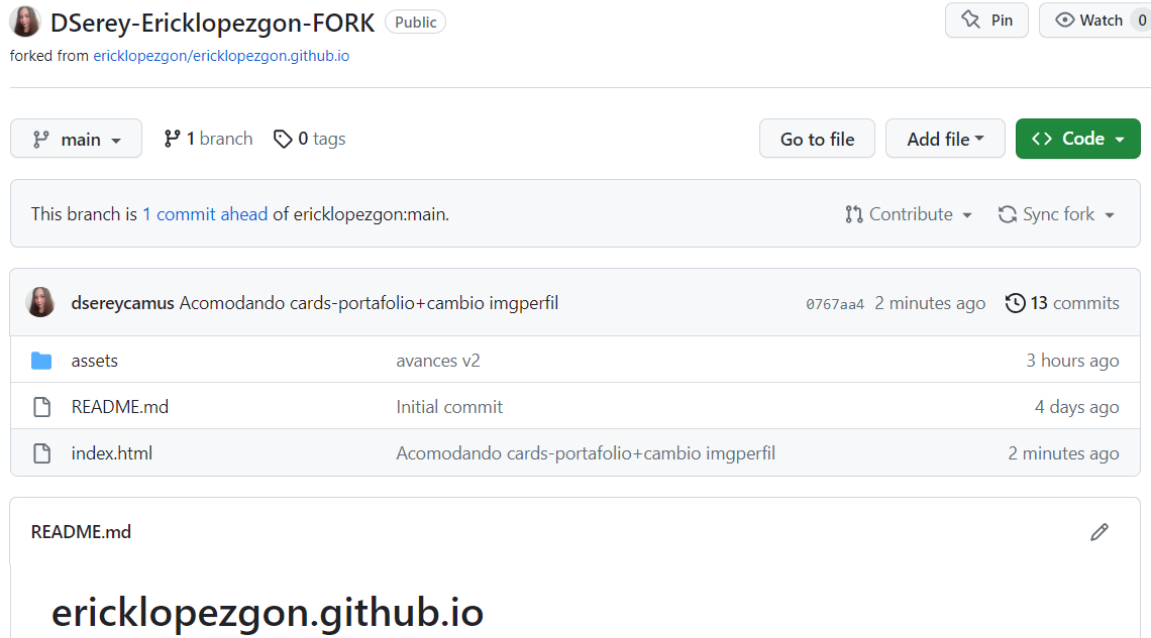 DSerey-Ericklopezgon-FORK Public Pin Watch 0
forked from ericklopezgon/ericklopezgon.github.io
main 1 branch 0 tags Go to file Add file <> Code
This branch is 1 commit ahead of ericklopezgon:main. Contribute Sync fork
dsereycamus Acomodando cards-portafolio+cambio imgperfil 0767aa4 2 minutes ago 13 commits
assets avances v2 3 hours ago
README.md Initial commit 4 days ago
index.html Acomodando cards-portafolio+cambio imgperfil 2 minutes ago
README.md
ericklopezgon.github.io